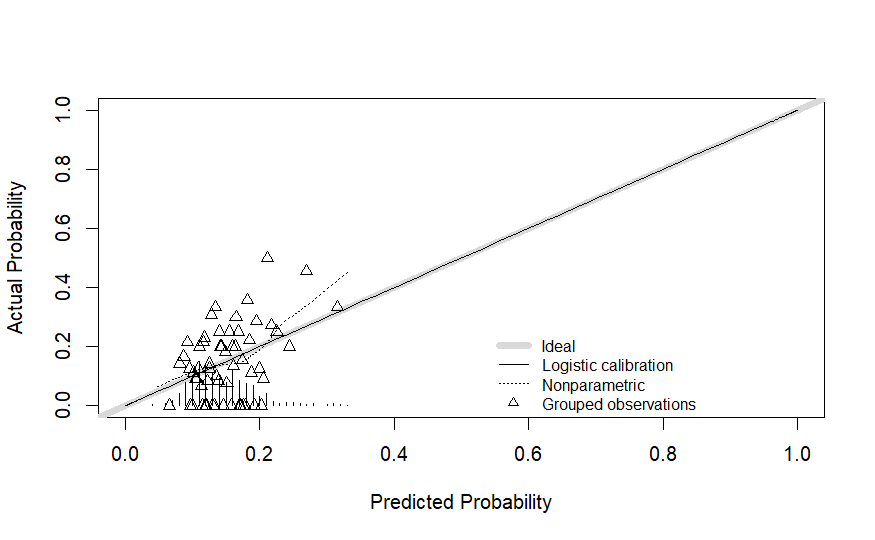 Actual Probability
1.0
0.8
0.6
0.4
0.2
0.0
Ideal
Logistic calibration
Nonparametric
Grouped observations
0.0 0.2 0.4 0.6 0.8 1.0
Predicted Probability